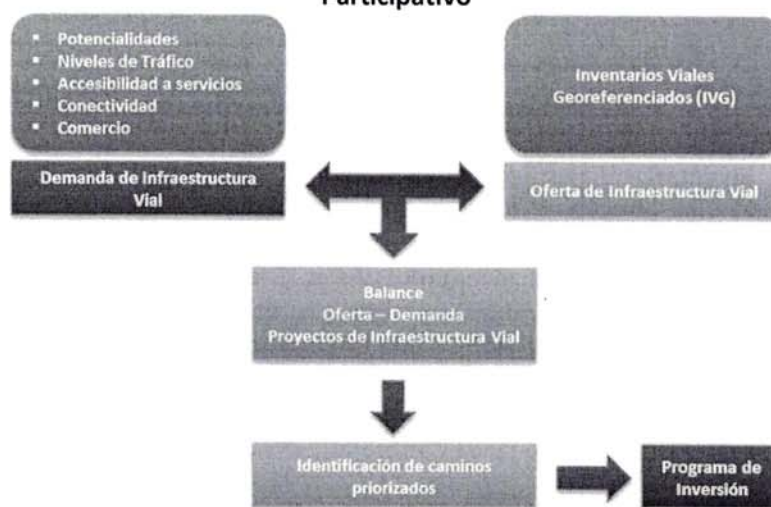 Participativo
Potencialidades
Niveles de Tráfico
Accesibilidad a servicios
Conectividad
Comercio
Inventarios Viales
Georeferenciados (IVG)
Demanda de Infraestructura
Vial
Oferta de Infraestructura Vial
Balance
Oferta – Demanda
Proyectos de Infraestructura Vial
Identificación de caminos
priorizados
Programa de
Inversión